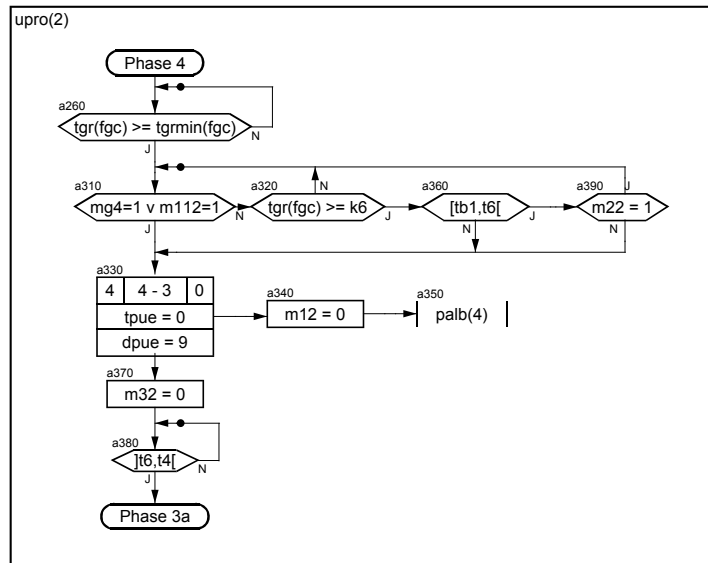 upro(2)
Phase 4
a260
tgr(fgc) >= tgrmin(fgc)
N
J
a310
mg4=1 v m112=1
N
J
a320
tgr(fgc) >= k6
N
J
a360
[tb1,t6[
J
N
a390
m22 = 1
J
N
a330
4 4 - 3 0
tpue = 0
dpue = 9
a340
m12 = 0
a350
palb(4)
a370
m32 = 0
a380
]t6,t4[
N
J
Phase 3a